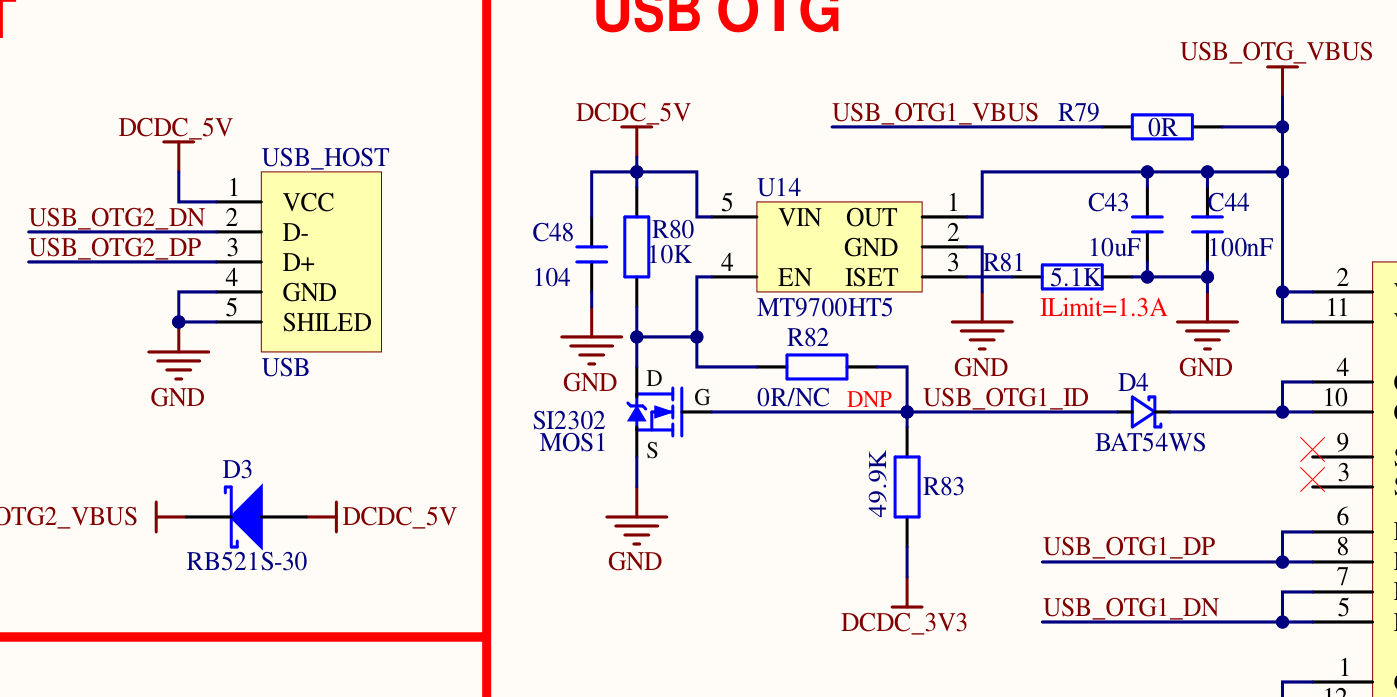 USB OTG
DCDC_5V
USB_HOST
1
VCC
USB_OTG2_DN
2
D-
USB_OTG2_DP
3
D+
4
GND
5
SHILED
USB
GND
D3
OTG2_VBUS
DCDC_5V
RB521S-30
USB_OTG_VBUS
DCDC_5V
USB_OTG1_VBUS
R79
0R
U14
5
VIN
OUT
1
GND
2
4
EN
ISET
3
MT9700HT5
C48
104
R80
10K
GND
R81
5.1K
ILimit=1.3A
C43
10uF
C44
100nF
GND
GND
R82
0R/NC
DNP
D
G
S
SI2302
MOS1
GND
USB_OTG1_ID
D4
BAT54WS
49.9K
R83
DCDC_3V3
2
11
4
10
9
3
6
USB_OTG1_DP
8
7
USB_OTG1_DN
5
1
12